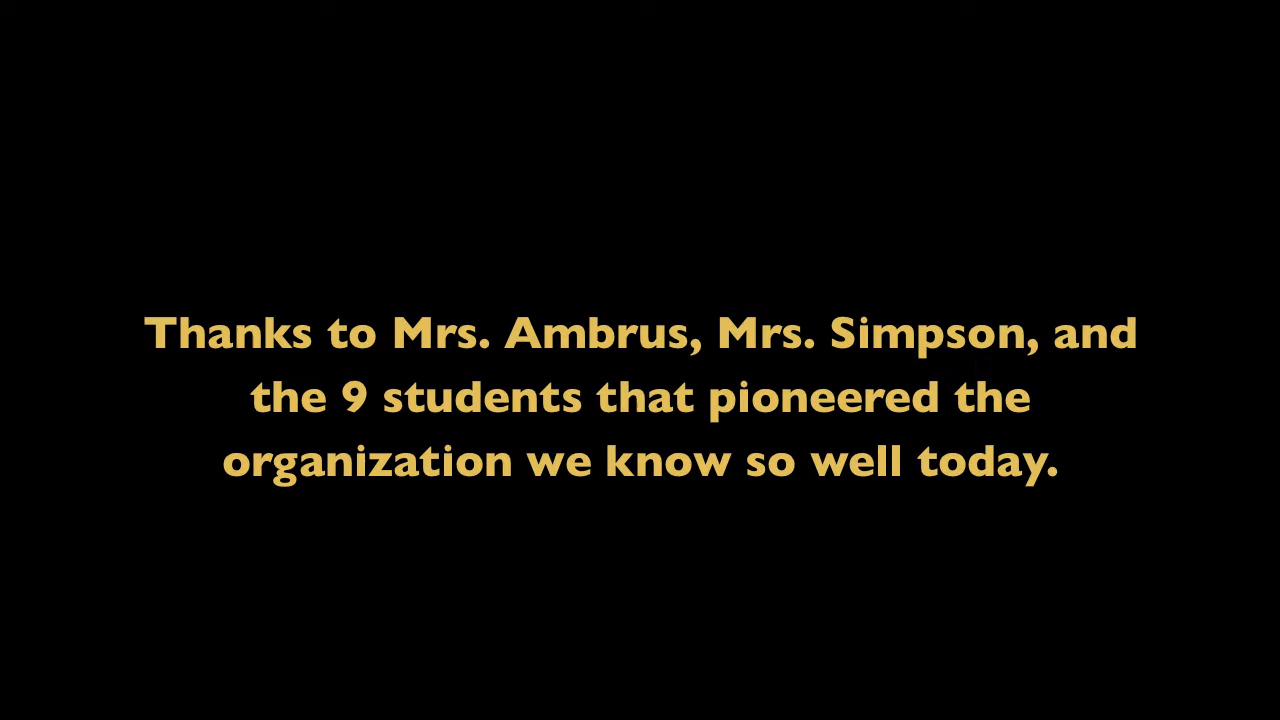 Thanks to Mrs. Ambrus, Mrs. Simpson, and
the 9 students that pioneered the
organization we know so well today.